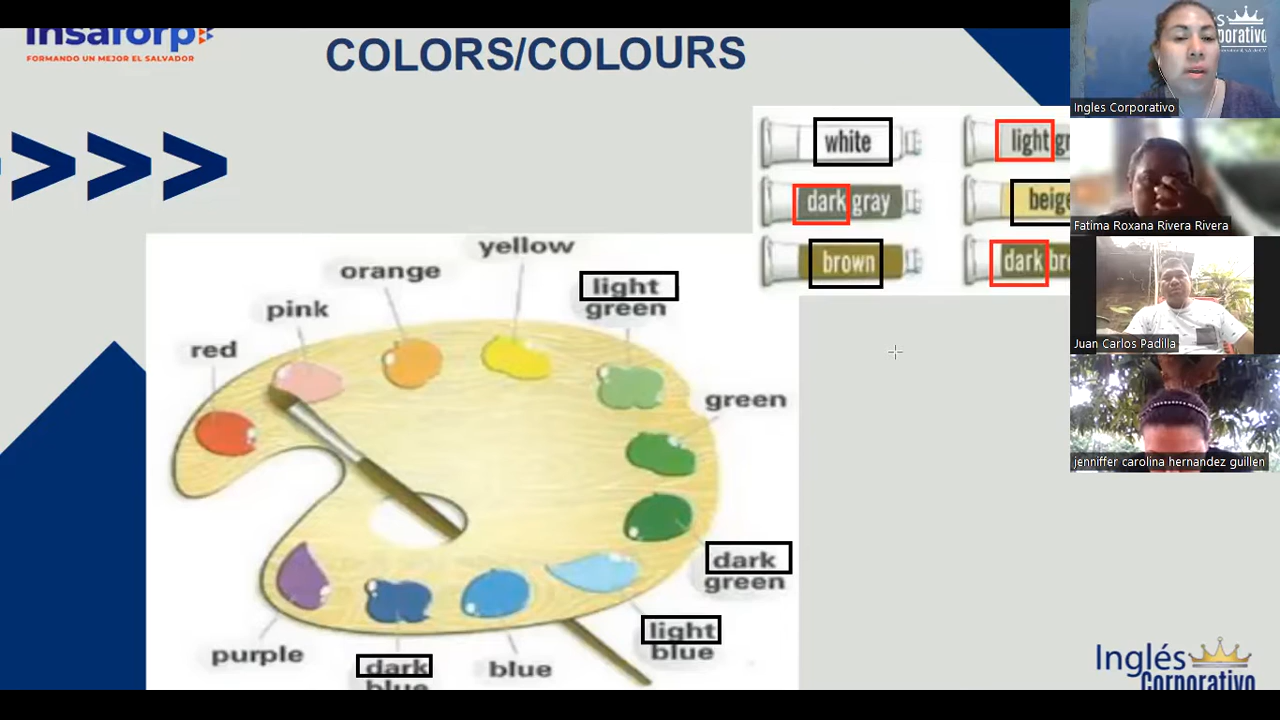 Insaforp
FORMANDO UN MEJOR EL SALVADOR
COLORS/COLOURS
>>>>
white
light
dark gray
beige
brown
dark
yellow
orange
light
green
pink
red
green
dark
green
light
blue
purple
dark
blue
blue
Inglés
Corporativo
Ingles Corporativo
Fatima Roxana Rivera Rivera
Juan Carlos Padilla
jenniffer carolina hernandez guillen